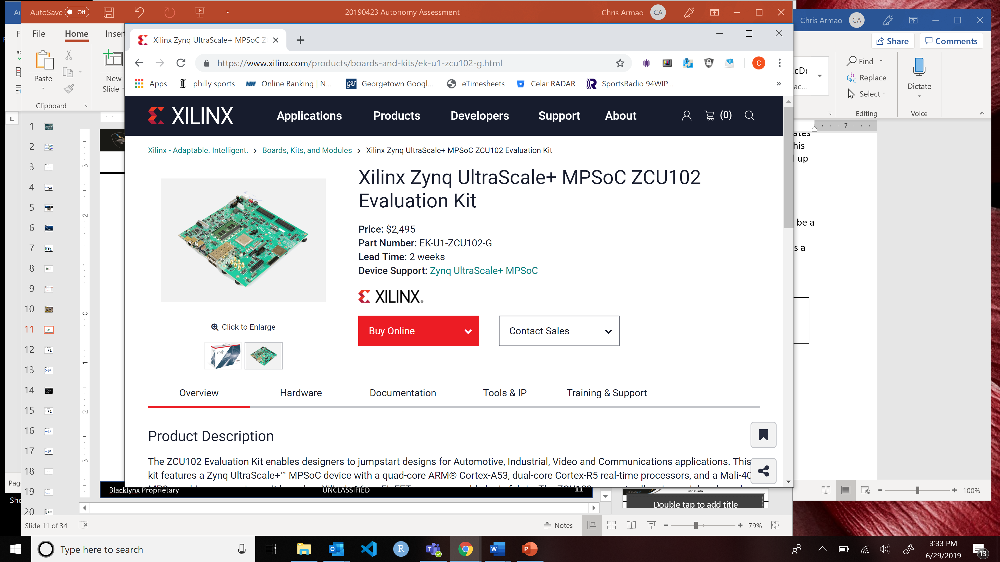 AutoSave Off
20190423 Autonomy Assessment
Chris Armao CA
Chris Armao CA
File Home Inser
Share Comments
Xilinx Zynq UltraScale+ MPSoC Z
https://www.xilinx.com/products/boards-and-kits/ek-u1-zcu102-g.html
C
Apps philly sports Online Banking | N... Georgetown Googl... eTimesheets Celar RADAR SportsRadio 94WIP...
Paste
Clipboard
New
Slide
Find
Replace
Select
Editing
Dictate
Voice
XILINX Applications Products Developers Support About (0)
Xilinx - Adaptable. Intelligent. > Boards, Kits, and Modules > Xilinx Zynq UltraScale+ MPSoC ZCU102 Evaluation Kit
Xilinx Zynq UltraScale+ MPSoC ZCU102
Evaluation Kit
Price: $2,495
Part Number: EK-U1-ZCU102-G
Lead Time: 2 weeks
Device Support: Zynq UltraScale+ MPSoC
XILINX®
Buy Online Contact Sales
Click to Enlarge
Overview Hardware Documentation Tools & IP Training & Support
Product Description
The ZCU102 Evaluation Kit enables designers to jumpstart designs for Automotive, Industrial, Video and Communications applications. This
kit features a Zynq UltraScale+™ MPSoC device with a quad-core ARM® Cortex-A53, dual-core Cortex-R5 real-time processors, and a Mali-40
1
2
3
4
5
6
7
8
9
10
11
12
13
14
15
16
17
18
19
20
7
his
up
be a
s a
Blacklynx Proprietary UNCLASSIFIED 11
UNCLASSIFIED
Double tap to add title
Slide 11 of 34
Notes
79%
100%
Type here to search
3:33 PM
6/29/2019
13